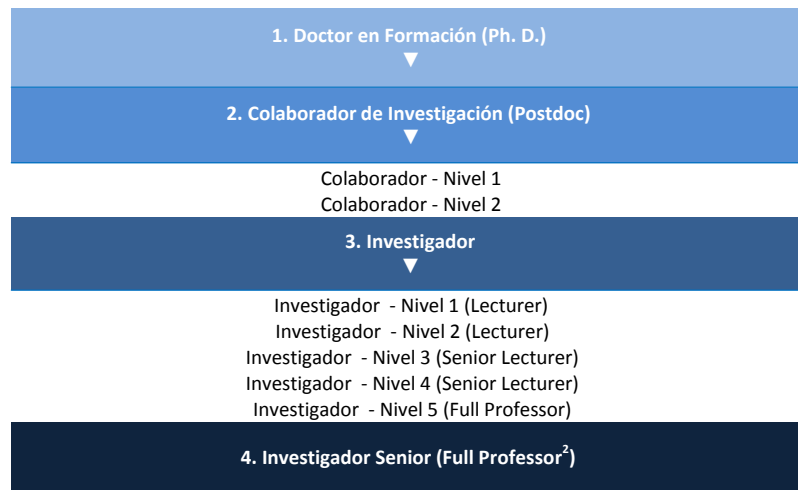 1. Doctor en Formación (Ph. D.)
▼
2. Colaborador de Investigación (Postdoc)
▼
Colaborador - Nivel 1
Colaborador - Nivel 2
3. Investigador
▼
Investigador - Nivel 1 (Lecturer)
Investigador - Nivel 2 (Lecturer)
Investigador - Nivel 3 (Senior Lecturer)
Investigador - Nivel 4 (Senior Lecturer)
Investigador - Nivel 5 (Full Professor)
4. Investigador Senior (Full Professor²)